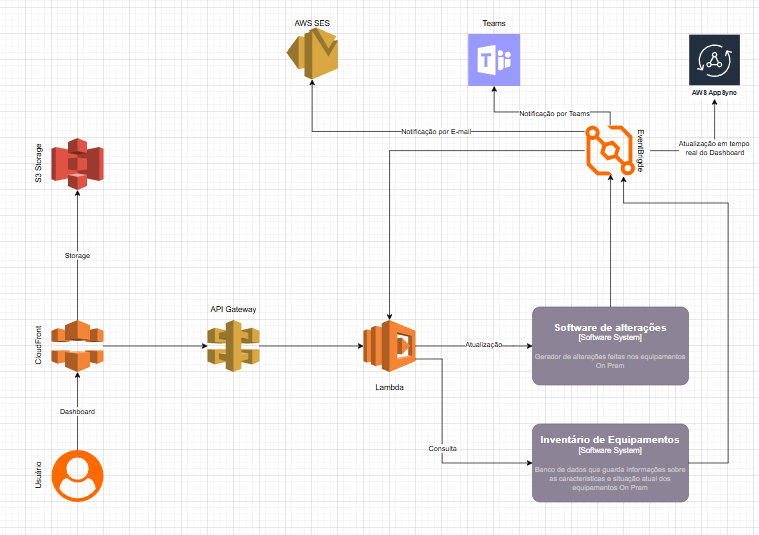 AWS SES
Teams
AWS AppSync
Notificação por Teams
Notificação por E-mail
EventBrigde
Atualização em tempo
real do Dashboard
S3 Storage
Storage
API Gateway
CloudFront
Lambda
Atualização
Software de alterações
[Software System]
Gerador de alterações feitas nos equipamentos
On Prem
Dashboard
Usuário
Consulta
Inventário de Equipamentos
[Software System]
Banco de dados que guarda informações sobre
as características e situação atual dos
equipamentos On Prem